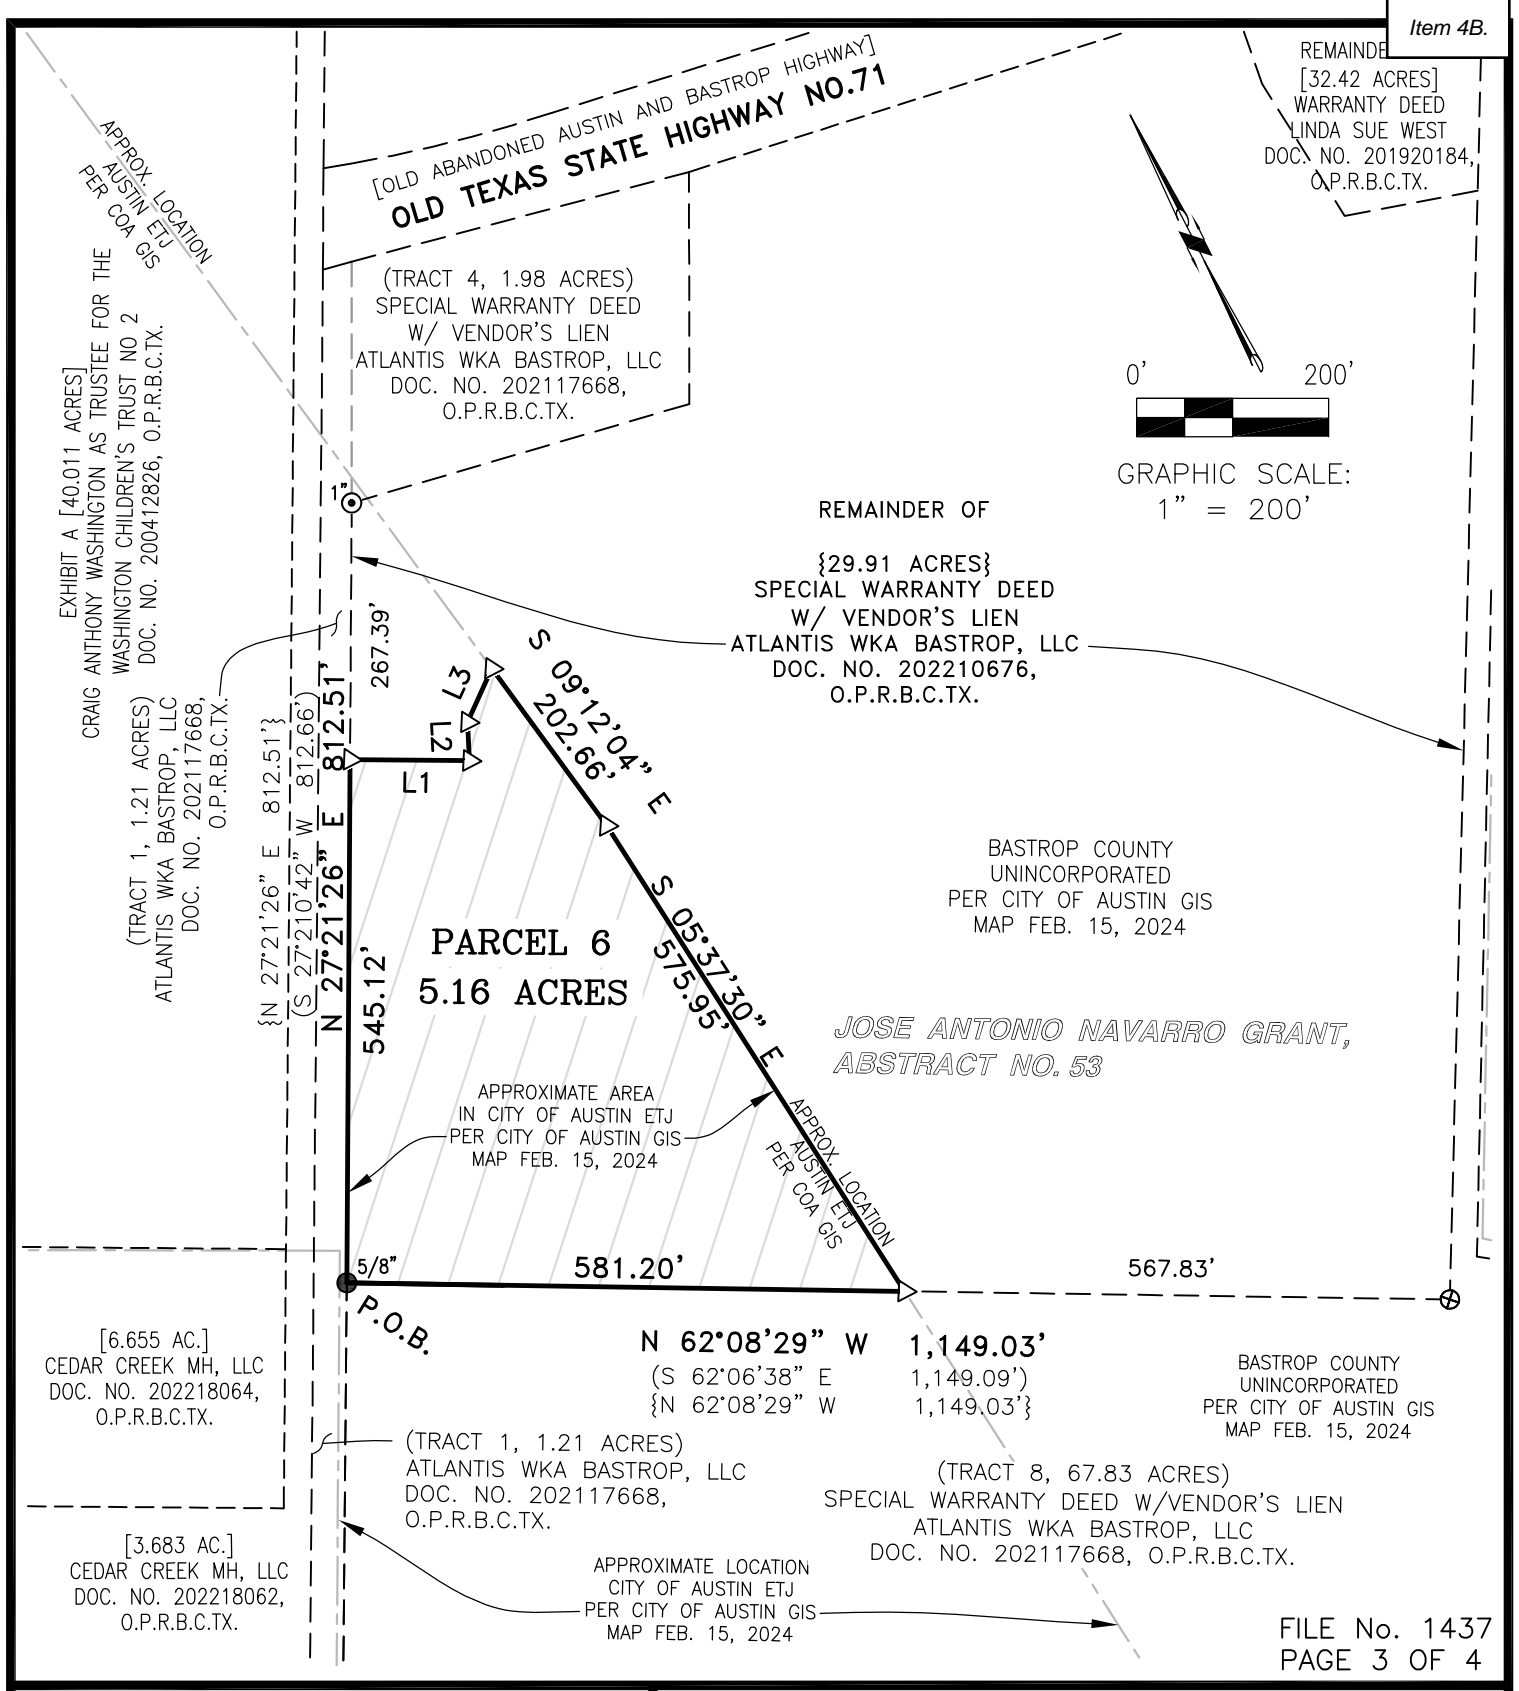 Item 4B.
REMAINDE
[32.42 ACRES]
WARRANTY DEED
LINDA SUE WEST
DOC. NO. 201920184,
O.P.R.B.C.TX.
[OLD ABANDONED AUSTIN AND BASTROP HIGHWAY]
OLD TEXAS STATE HIGHWAY NO.71
APPROX. LOCATION
AUSTIN ETJ
PER COA GIS
(TRACT 4, 1.98 ACRES)
SPECIAL WARRANTY DEED
W/ VENDOR'S LIEN
ATLANTIS WKA BASTROP, LLC
DOC. NO. 202117668,
O.P.R.B.C.TX.
0' 200'
GRAPHIC SCALE:
1" = 200'
EXHIBIT A [40.011 ACRES]
CRAIG ANTHONY WASHINGTON AS TRUSTEE FOR THE
WASHINGTON CHILDREN'S TRUST NO 2
DOC. NO. 200412826, O.P.R.B.C.TX.
1"
REMAINDER OF
{29.91 ACRES}
SPECIAL WARRANTY DEED
W/ VENDOR'S LIEN
ATLANTIS WKA BASTROP, LLC
DOC. NO. 202210676,
O.P.R.B.C.TX.
267.39'
(TRACT 1, 1.21 ACRES)
ATLANTIS WKA BASTROP, LLC
DOC. NO. 202117668,
O.P.R.B.C.TX.
{N 27°21'26" E 812.51'}
(S 27°210'42" W 812.66')
N 27°21'26" E 812.51'
545.12'
L1
L2
L3
S 09°12'04" E
202.66'
S 05°37'30" E
575.95'
PARCEL 6
5.16 ACRES
BASTROP COUNTY
UNINCORPORATED
PER CITY OF AUSTIN GIS
MAP FEB. 15, 2024
JOSE ANTONIO NAVARRO GRANT,
ABSTRACT NO. 53
APPROXIMATE AREA
IN CITY OF AUSTIN ETJ
PER CITY OF AUSTIN GIS
MAP FEB. 15, 2024
APPROX. LOCATION
AUSTIN ETJ
PER COA GIS
5/8"
581.20'
567.83'
P.O.B.
N 62°08'29" W 1,149.03'
(S 62°06'38" E 1,149.09')
{N 62°08'29" W 1,149.03'}
[6.655 AC.]
CEDAR CREEK MH, LLC
DOC. NO. 202218064,
O.P.R.B.C.TX.
BASTROP COUNTY
UNINCORPORATED
PER CITY OF AUSTIN GIS
MAP FEB. 15, 2024
(TRACT 1, 1.21 ACRES)
ATLANTIS WKA BASTROP, LLC
DOC. NO. 202117668,
O.P.R.B.C.TX.
(TRACT 8, 67.83 ACRES)
SPECIAL WARRANTY DEED W/VENDOR'S LIEN
ATLANTIS WKA BASTROP, LLC
DOC. NO. 202117668, O.P.R.B.C.TX.
[3.683 AC.]
CEDAR CREEK MH, LLC
DOC. NO. 202218062,
O.P.R.B.C.TX.
APPROXIMATE LOCATION
CITY OF AUSTIN ETJ
PER CITY OF AUSTIN GIS
MAP FEB. 15, 2024
FILE No. 1437
PAGE 3 OF 4